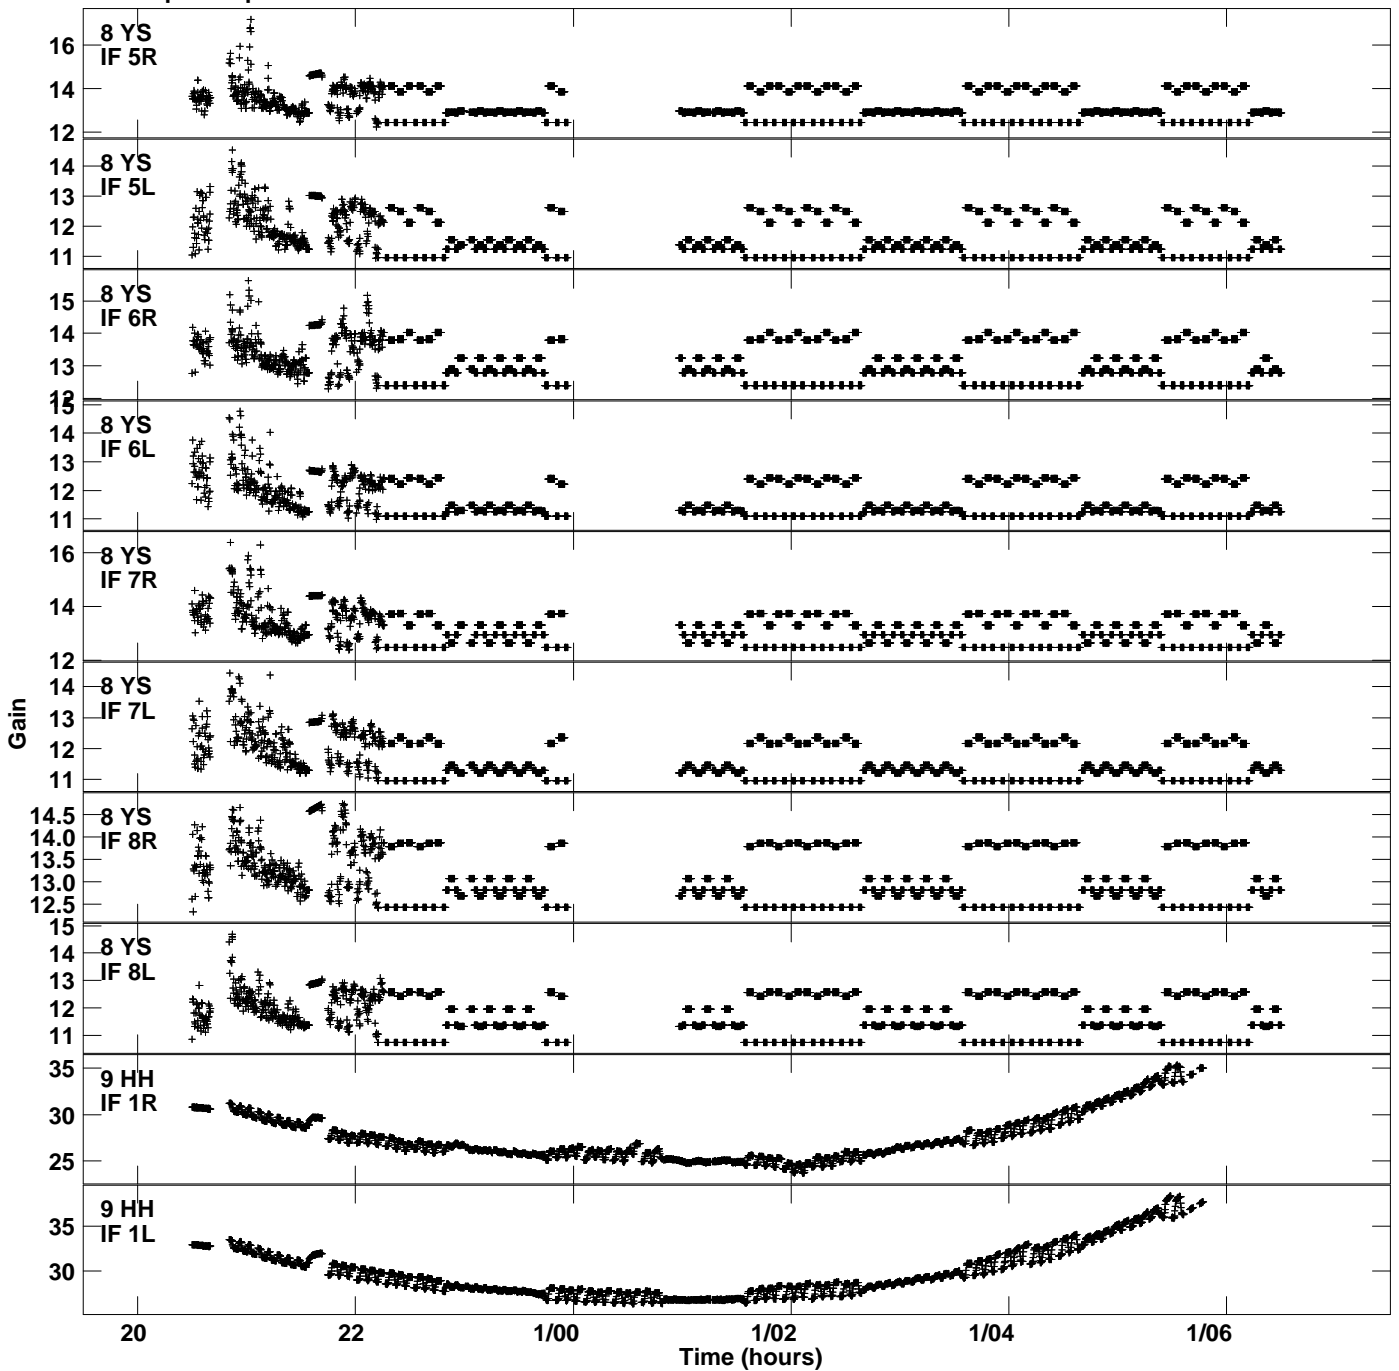 8 YS
IF 5R
16
14
12
8 YS
IF 5L
14
13
12
11
8 YS
IF 6R
15
14
13
12
8 YS
IF 6L
15
14
13
12
11
8 YS
IF 7R
16
14
12
8 YS
IF 7L
14
13
12
11
8 YS
IF 8R
14.5
14.0
13.5
13.0
12.5
8 YS
IF 8L
15
14
13
12
11
9 HH
IF 1R
35
30
25
9 HH
IF 1L
35
30
Gain
20 22 1/00 1/02 1/04 1/06
Time (hours)